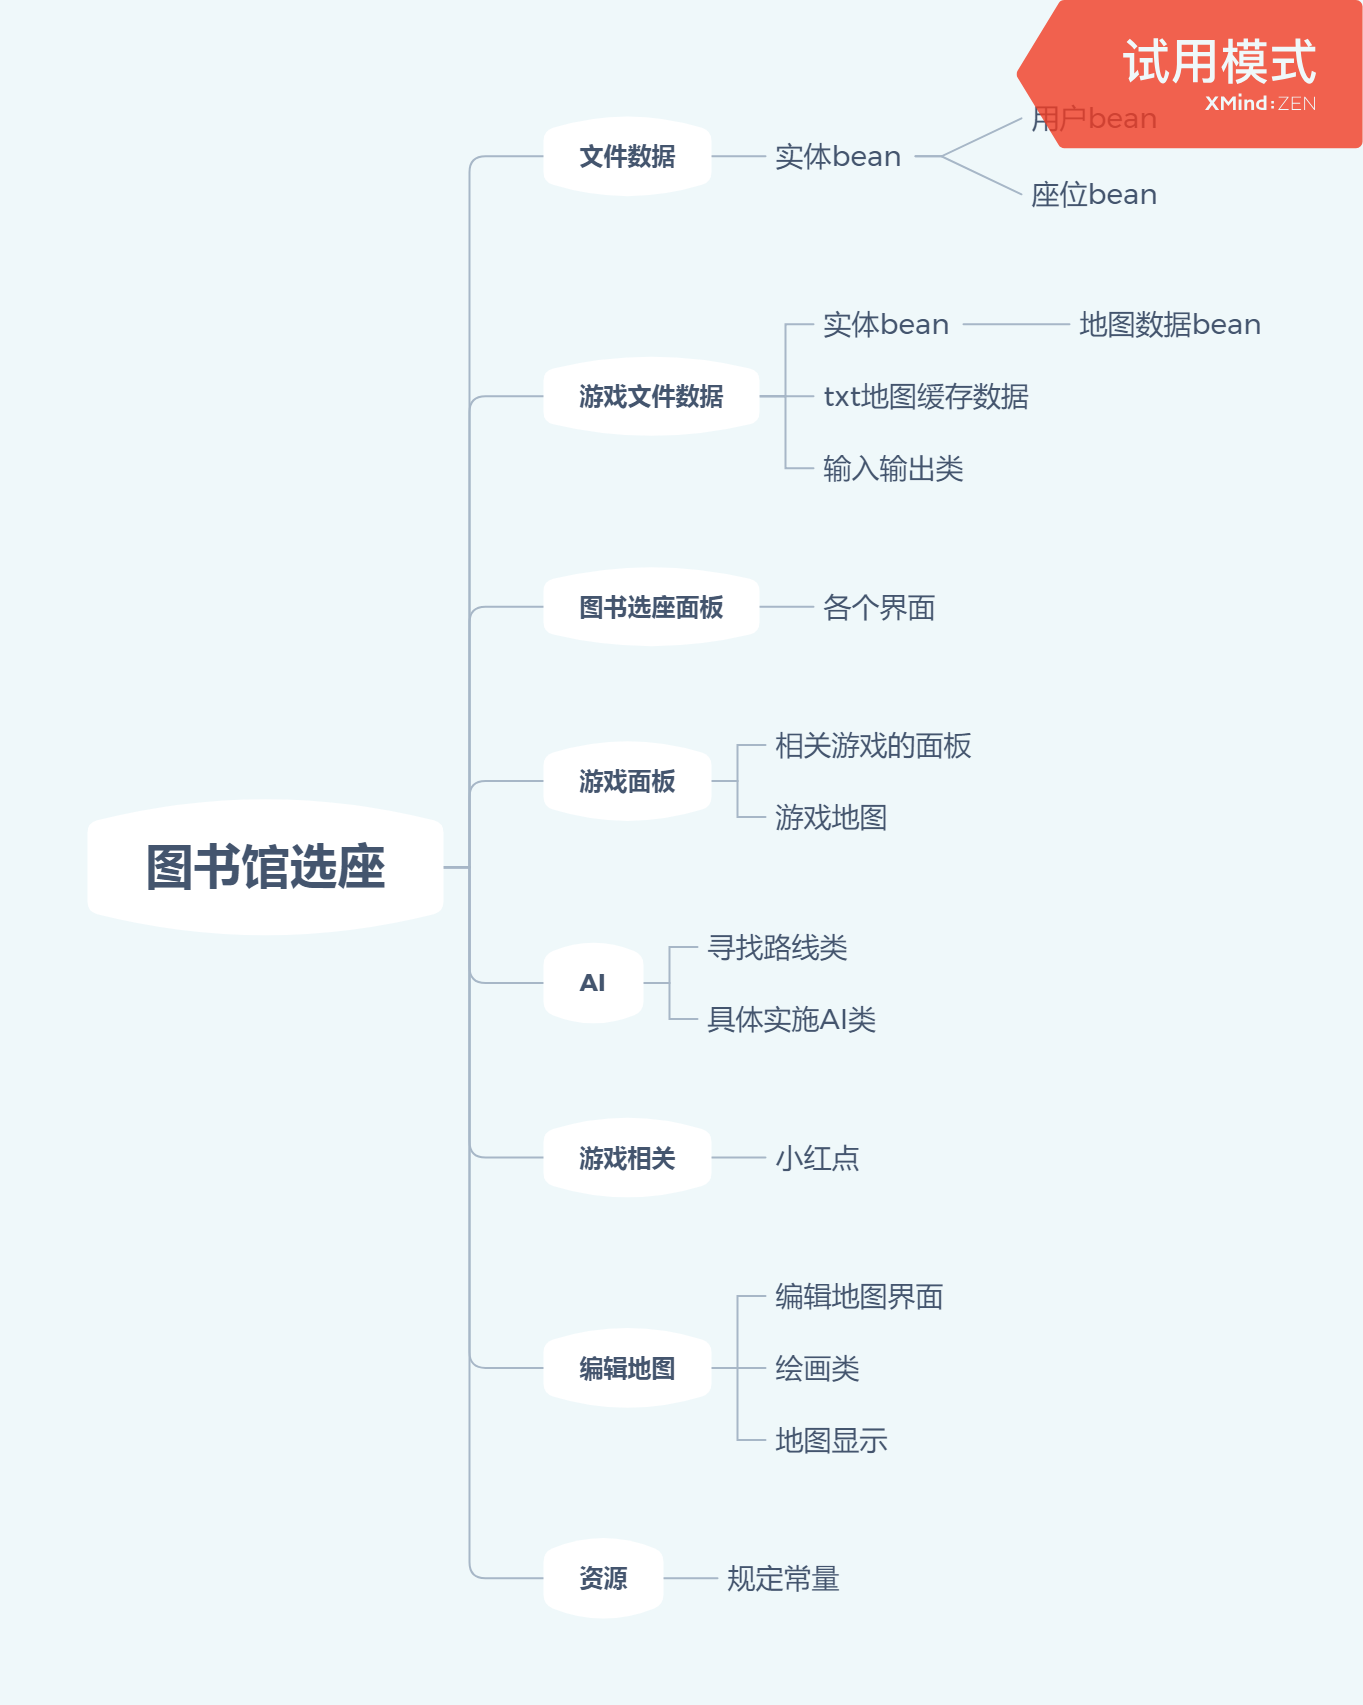 试用模式
XMind:ZEN
图书馆选座
文件数据
实体bean
用户bean
座位bean
游戏文件数据
实体bean
地图数据bean
txt地图缓存数据
输入输出类
图书选座面板
各个界面
游戏面板
相关游戏的面板
游戏地图
AI
寻找路线类
具体实施AI类
游戏相关
小红点
编辑地图
编辑地图界面
绘画类
地图显示
资源
规定常量